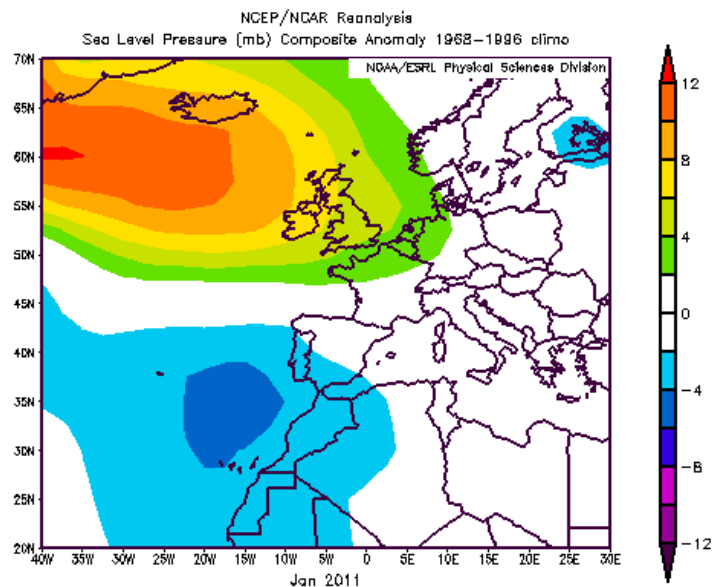 NCEP/NCAR Reanalysis
Sea Level Pressure (mb) Composite Anomaly 1968-1996 climo
NOAA/ESRL Physical Sciences Division
70N
65N
60N
55N
50N
45N
40N
35N
30N
25N
20N
40W 35W 30W 25W 20W 15W 10W 5W 0 5E 10E 15E 20E 25E 30E
Jan 2011
12
8
4
0
-4
-8
-12